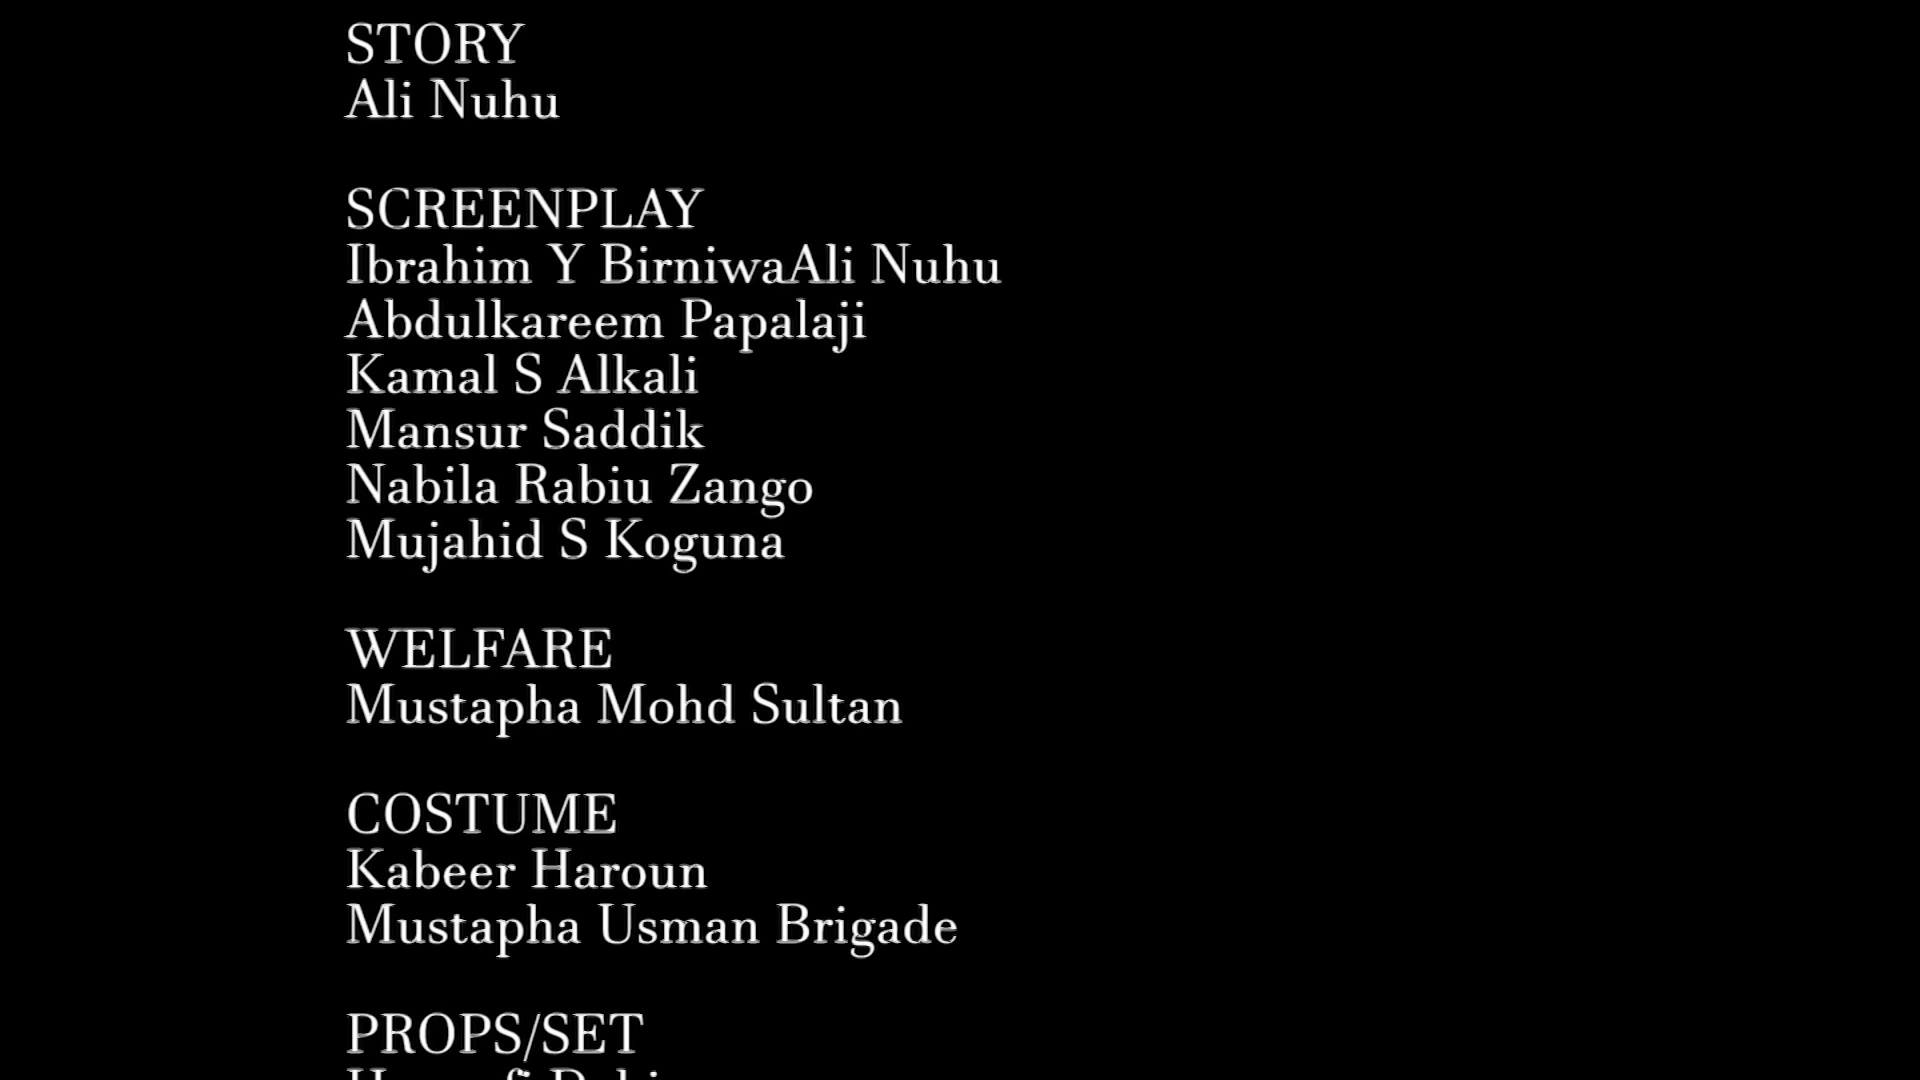 STORY
Ali Nuhu
SCREENPLAY
Ibrahim Y BirniwaAli Nuhu
Abdulkareem Papalaji
Kamal S Alkali
Mansur Saddik
Nabila Rabiu Zango
Mujahid S Koguna
WELFARE
Mustapha Mohd Sultan
COSTUME
Kabeer Haroun
Mustapha Usman Brigade
PROPS/SET